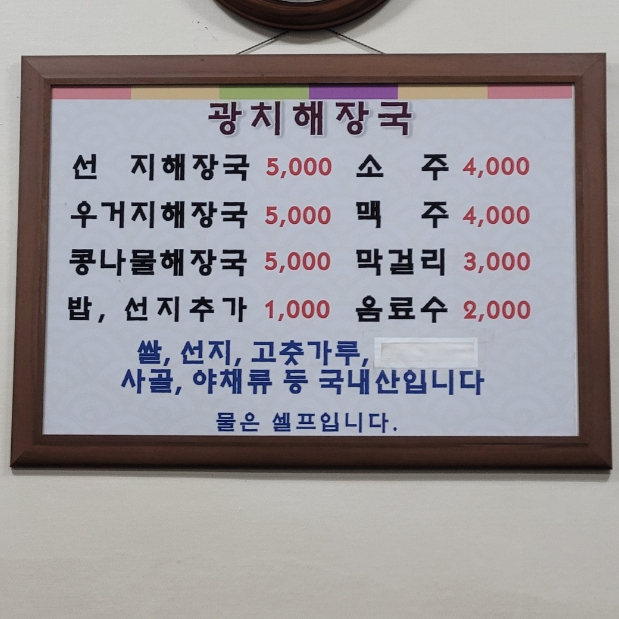 광치해장국
선 지해장국 5,000 소 주 4,000
우거지해장국 5,000 맥 주 4,000
콩나물해장국 5,000 막걸리 3,000
밥, 선지추가 1,000 음료수 2,000
쌀, 선지, 고춧가루,
사골, 야채류 등 국내산입니다
물은 셀프입니다.